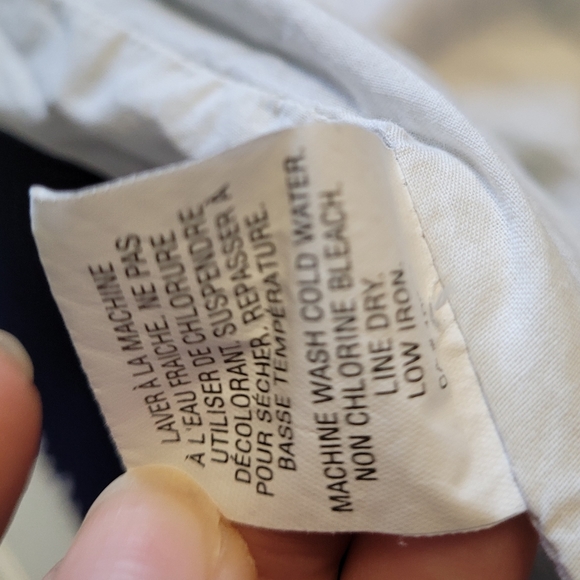 LAVER À LA MACHINE
À L'EAU FRAICHE. NE PAS
UTILISER DE CHLORURE
DÉCOLORANT. SUSPENDRE
POUR SÉCHER. REPASSER À
BASSE TEMPÉRATURE.
MACHINE WASH COLD WATER.
NON CHLORINE BLEACH.
LINE DRY.
LOW IRON.